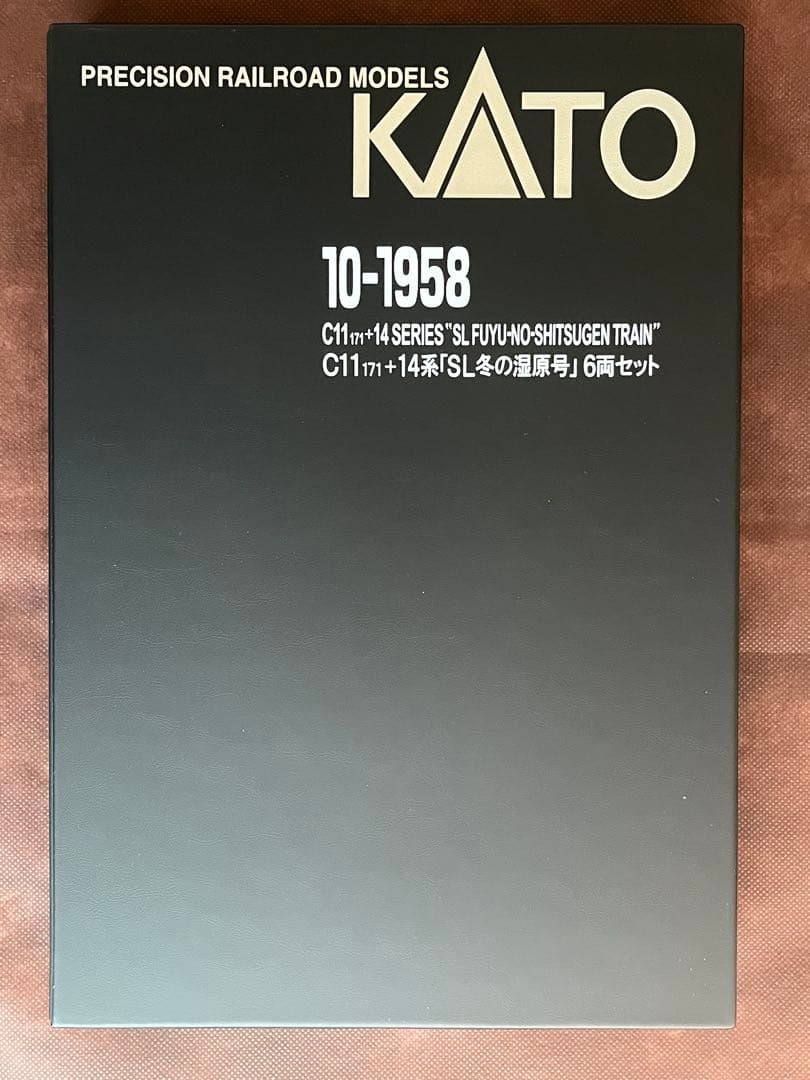 PRECISION RAILROAD MODELS
KATO
10-1958
C11 171+14 SERIES "SL FUYU-NO-SHITSUGEN TRAIN"
C11 171+14系「SL冬の湿原号」6両セット